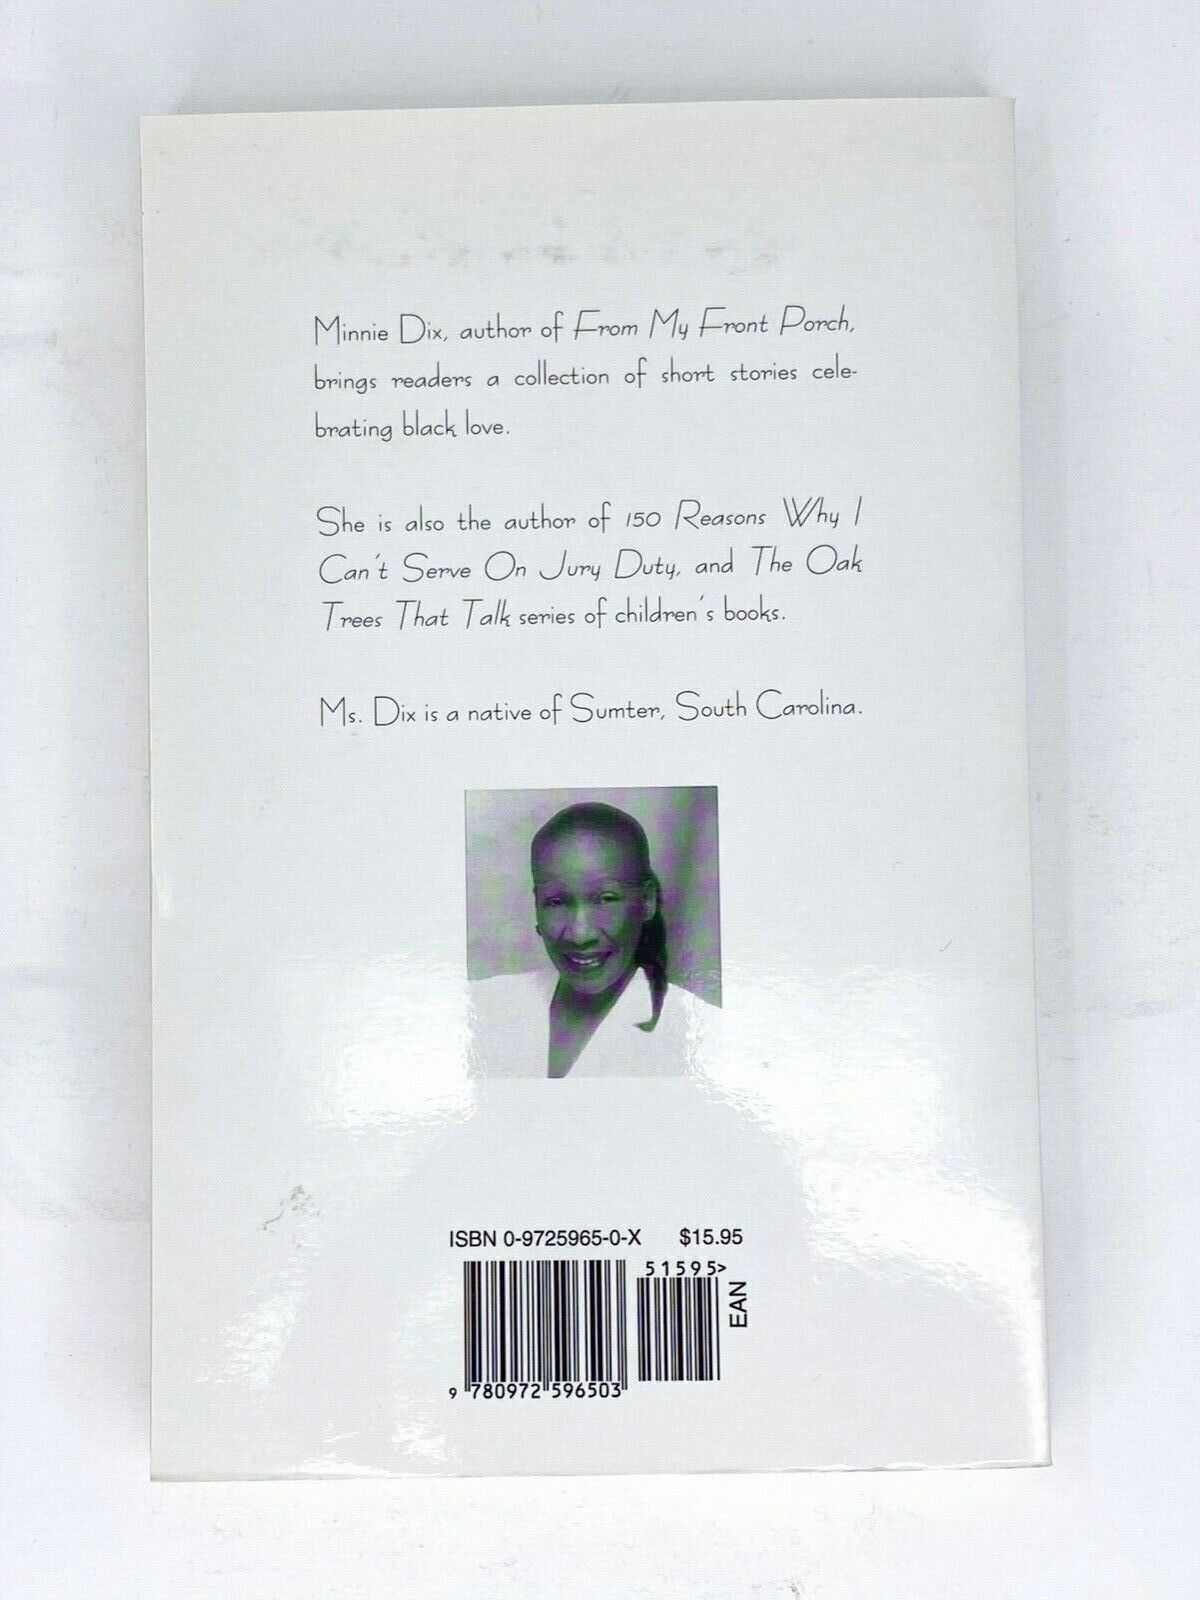 Minnie Dix, author of From My Front Porch,
brings readers a collection of short stories cele-
brating black love.
She is also the author of 150 Reasons Why I
Can't Serve On Jury Duty, and The Oak
Trees That Talk series of children's books.
Ms. Dix is a native of Sumter, South Carolina.
ISBN 0-9725965-0-X $15.95
51595>
EAN
9 780972 596503